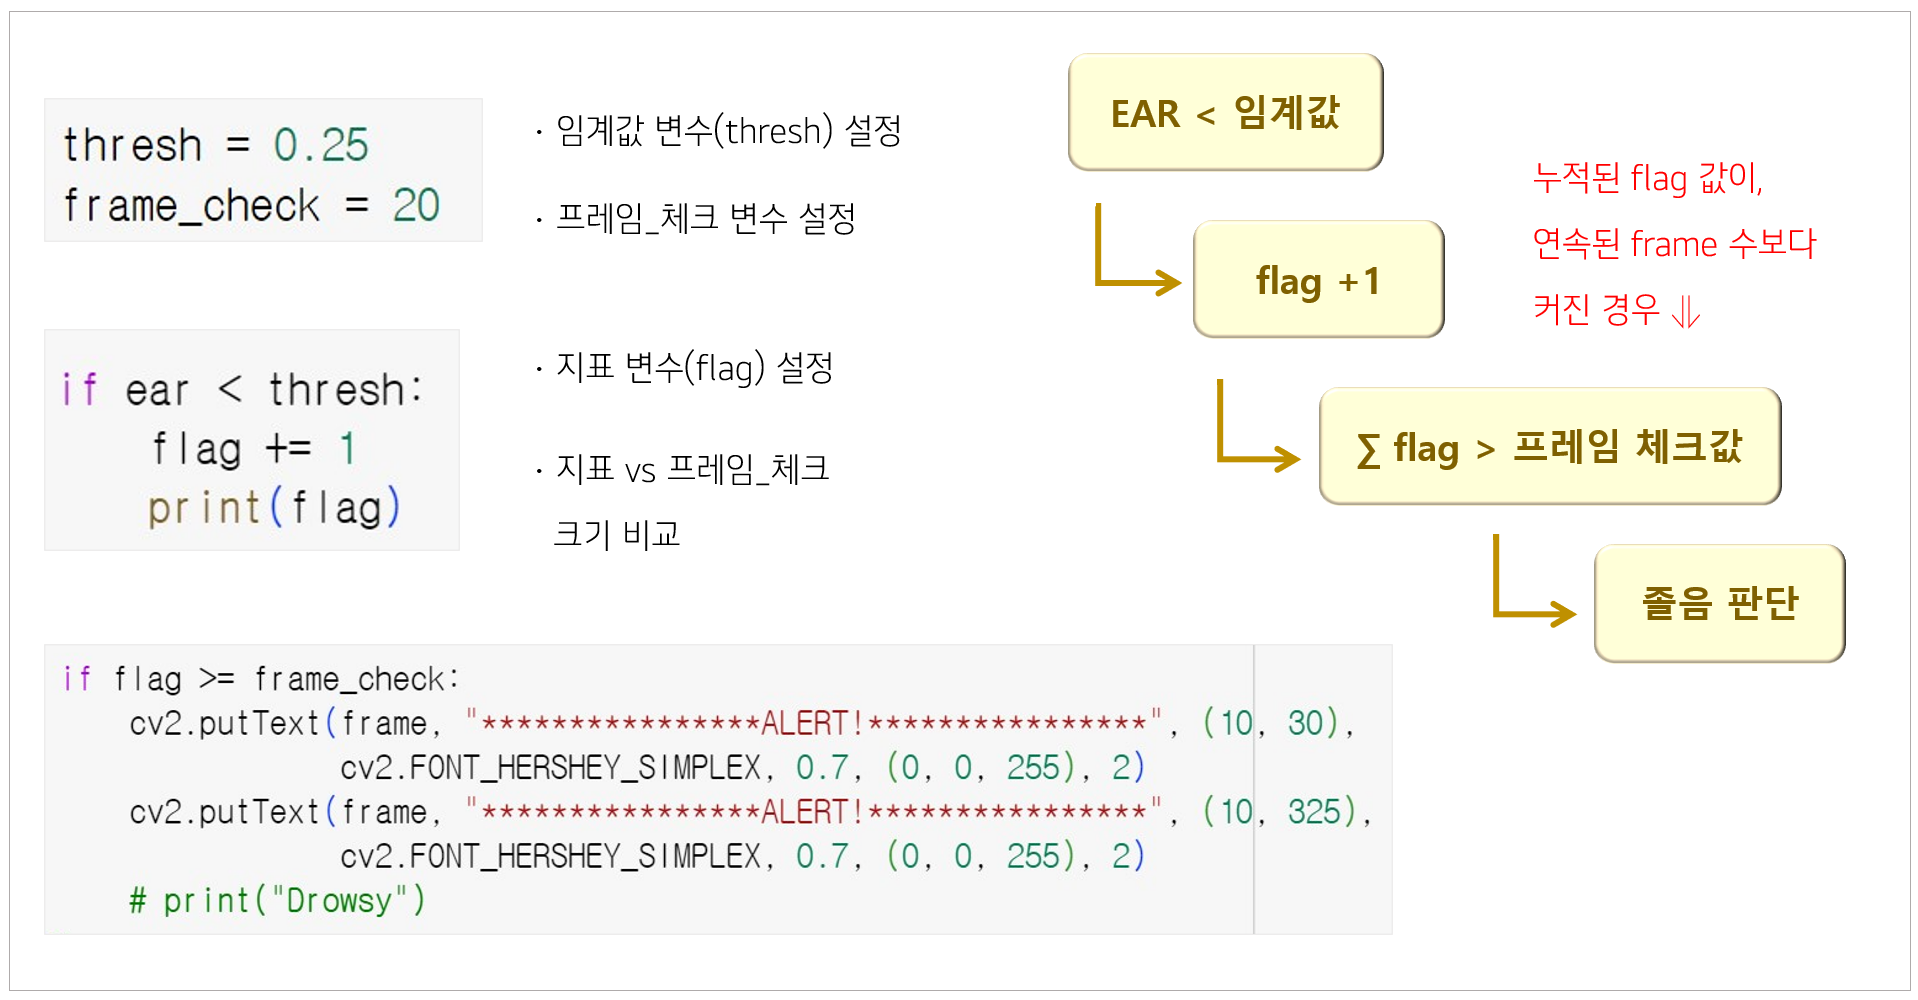 thresh = 0.25
frame_check = 20
· 임계값 변수(thresh) 설정
· 프레임_체크 변수 설정
if ear < thresh:
flag += 1
print(flag)
· 지표 변수(flag) 설정
· 지표 vs 프레임_체크
크기 비교
EAR < 임계값
flag +1
누적된 flag 값이,
연속된 frame 수보다
커진 경우 ⇓
∑ flag > 프레임 체크값
졸음 판단
if flag >= frame_check:
cv2.putText(frame, "****************ALERT!****************", (10, 30),
cv2.FONT_HERSHEY_SIMPLEX, 0.7, (0, 0, 255), 2)
cv2.putText(frame, "****************ALERT!****************", (10, 325),
cv2.FONT_HERSHEY_SIMPLEX, 0.7, (0, 0, 255), 2)
# print("Drowsy")